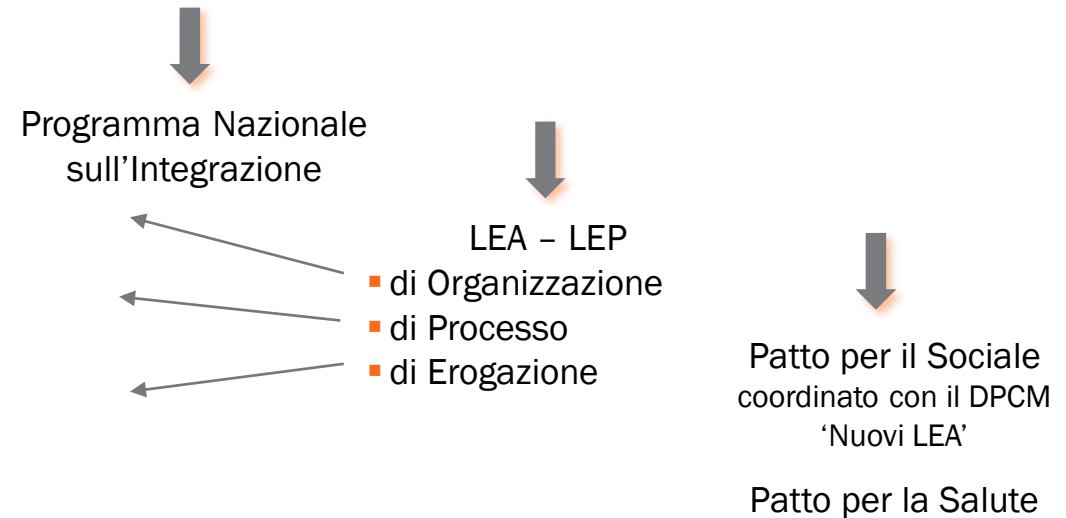 Programma Nazionale
sull’Integrazione
LEA – LEP
▪ di Organizzazione
▪ di Processo
▪ di Erogazione
Patto per il Sociale
coordinato con il DPCM
‘Nuovi LEA’
Patto per la Salute